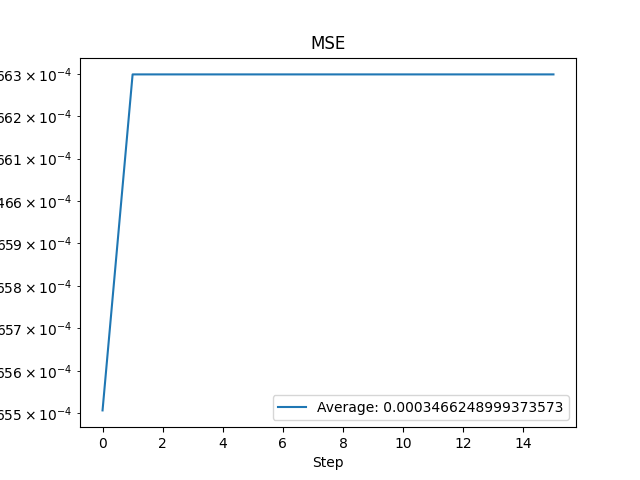 MSE
663 × 10⁻⁴
662 × 10⁻⁴
661 × 10⁻⁴
466 × 10⁻⁴
659 × 10⁻⁴
658 × 10⁻⁴
657 × 10⁻⁴
656 × 10⁻⁴
655 × 10⁻⁴
Average: 0.0003466248999373573
0 2 4 6 8 10 12 14
Step